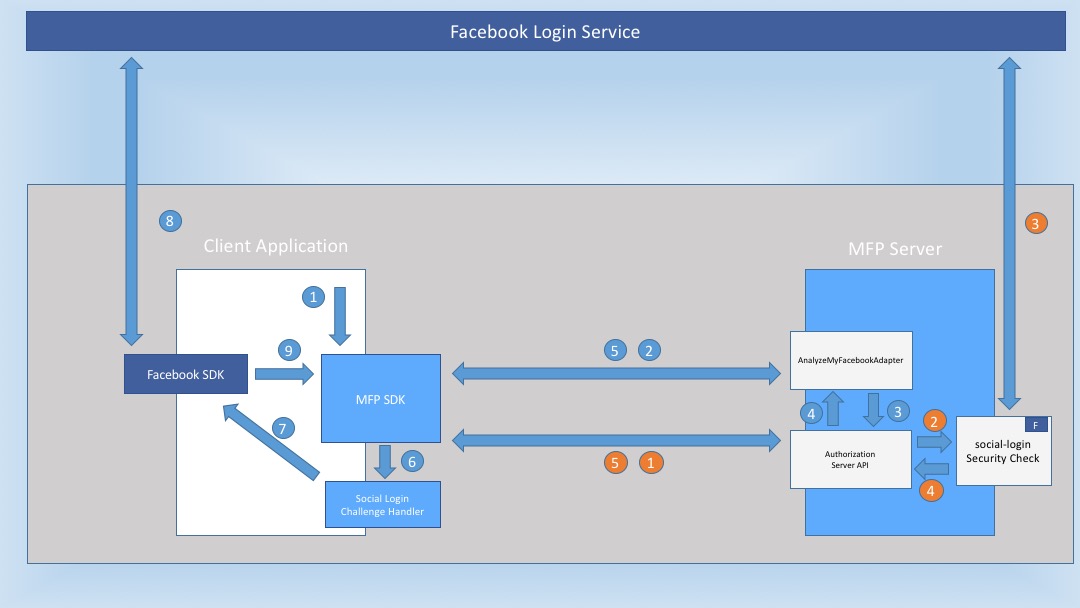 Facebook Login Service
8
3
Client Application
MFP Server
1
9
5 2
AnalyzeMyFacebookAdapter
Facebook SDK
MFP SDK
4
3
2
F
7
social-login
Security Check
6
5 1
Authorization
Server API
4
Social Login
Challenge Handler